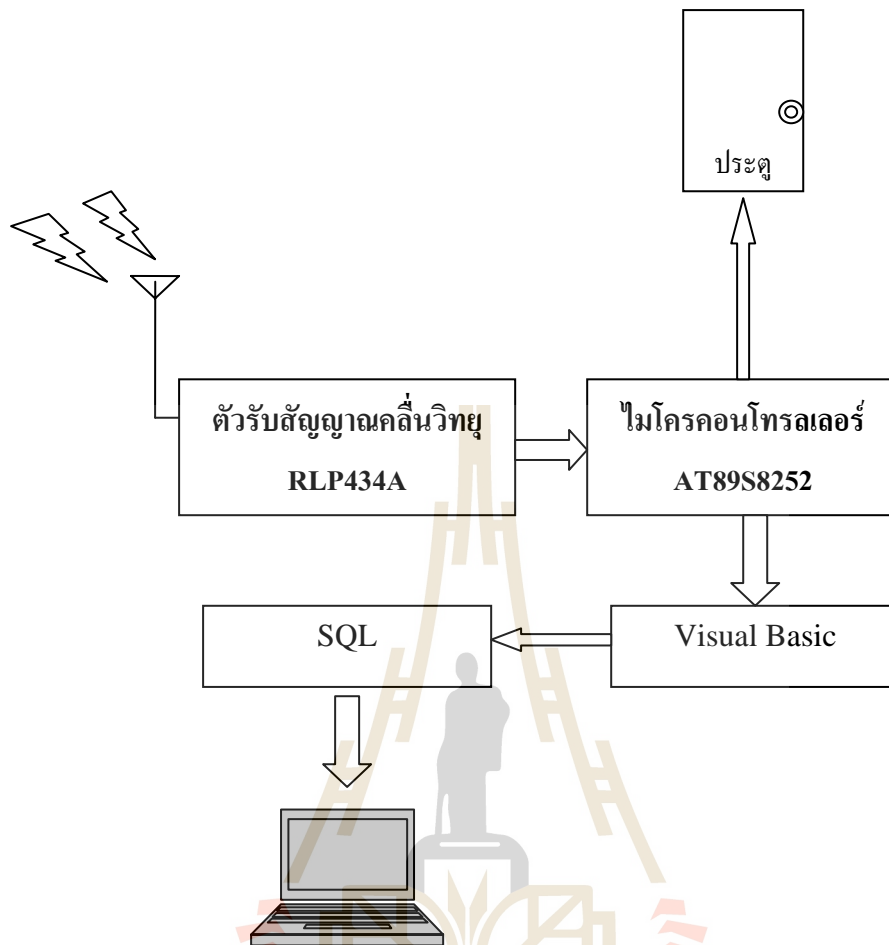 ประตู
ตัวรับสัญญาณคลื่นวิทยุ
RLP434A
ไมโครคอนโทรลเลอร์
AT89S8252
SQL
Visual Basic